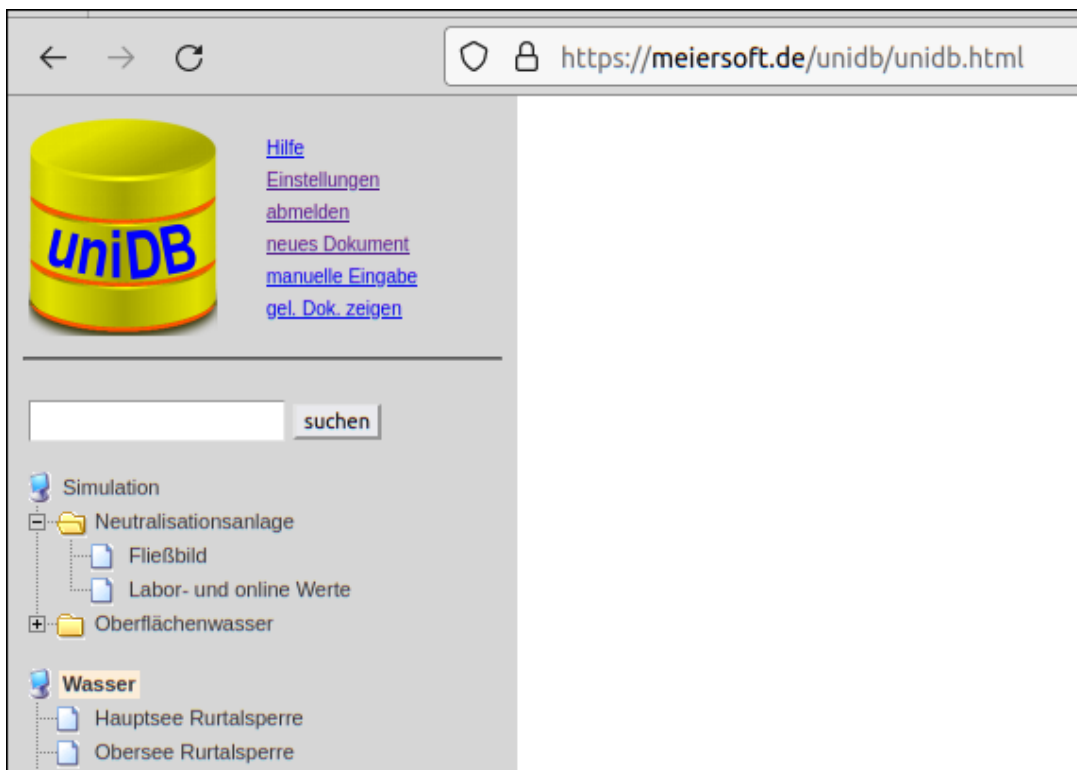 https://meiersoft.de/unidb/unidb.html
uniDB
Hilfe
Einstellungen
abmelden
neues Dokument
manuelle Eingabe
gel. Dok. zeigen
suchen
Simulation
Neutralisationsanlage
Fließbild
Labor- und online Werte
Oberflächenwasser
Wasser
Hauptsee Rurtalsperre
Obersee Rurtalsperre